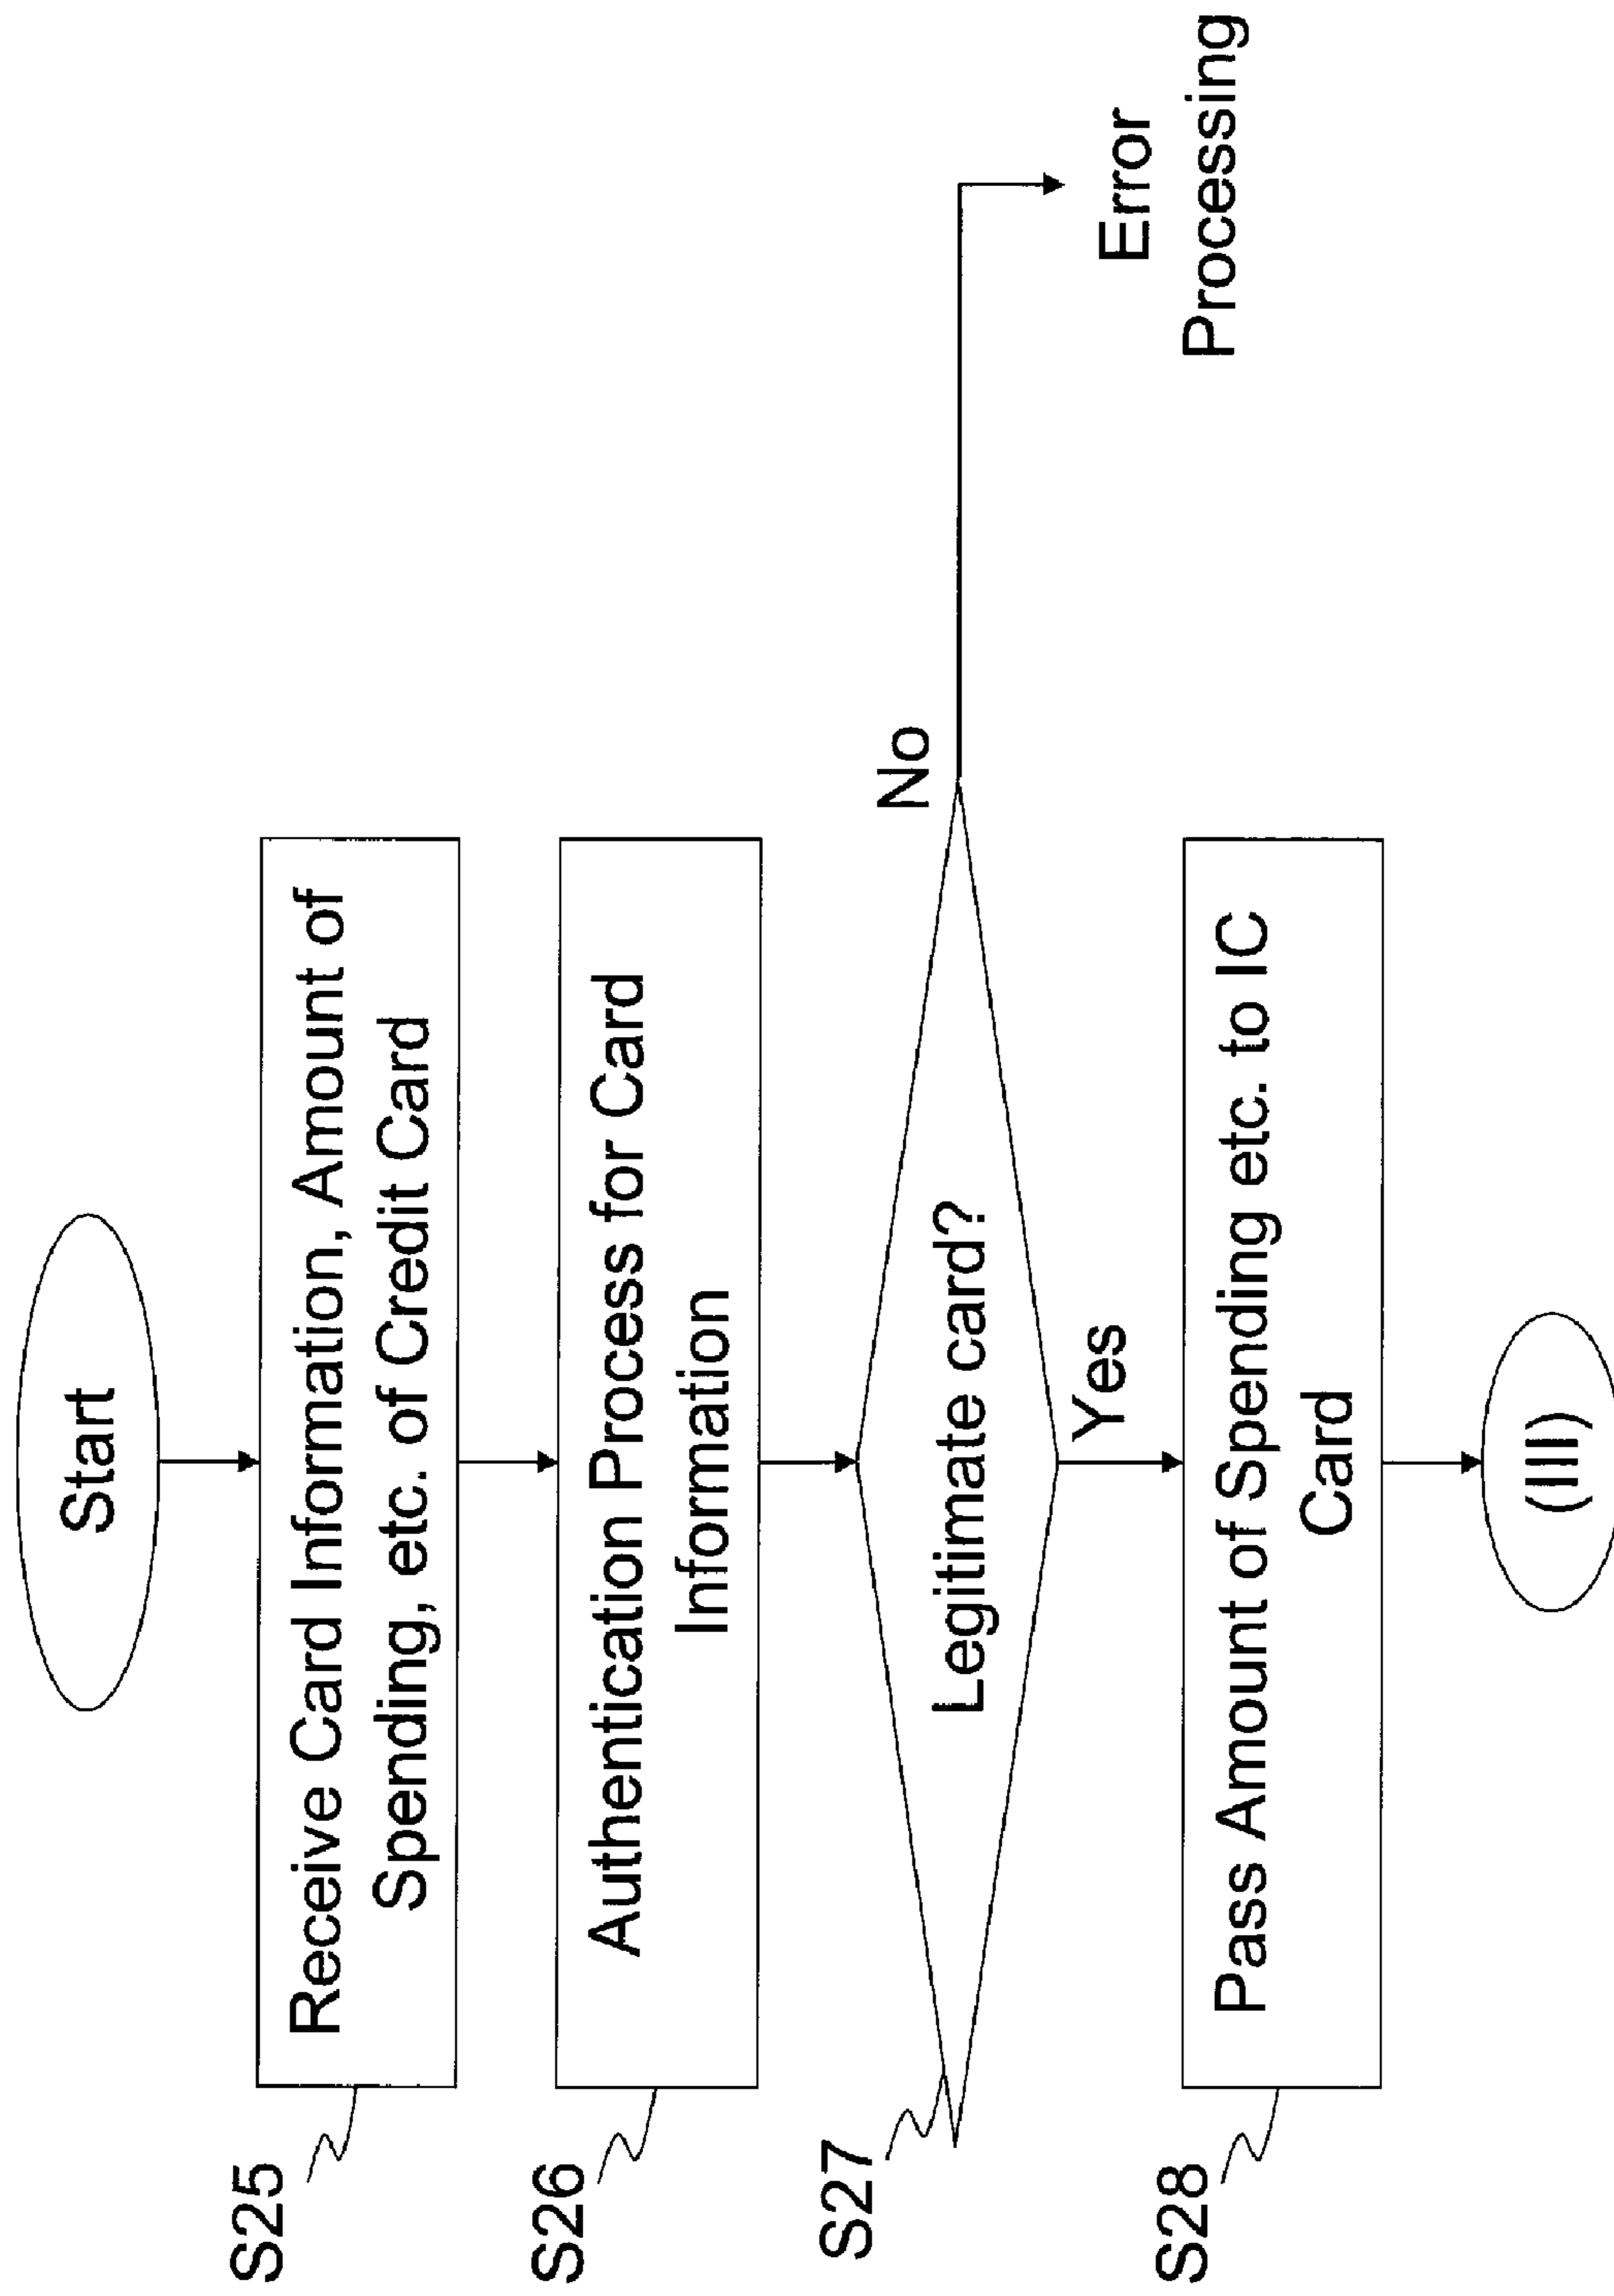 Start
S25
Receive Card Information, Amount of
Spending, etc. of Credit Card
S26
Authentication Process for Card
Information
S27
Legitimate card?
No
Error
Processing
Yes
S28
Pass Amount of Spending etc. to IC
Card
(III)